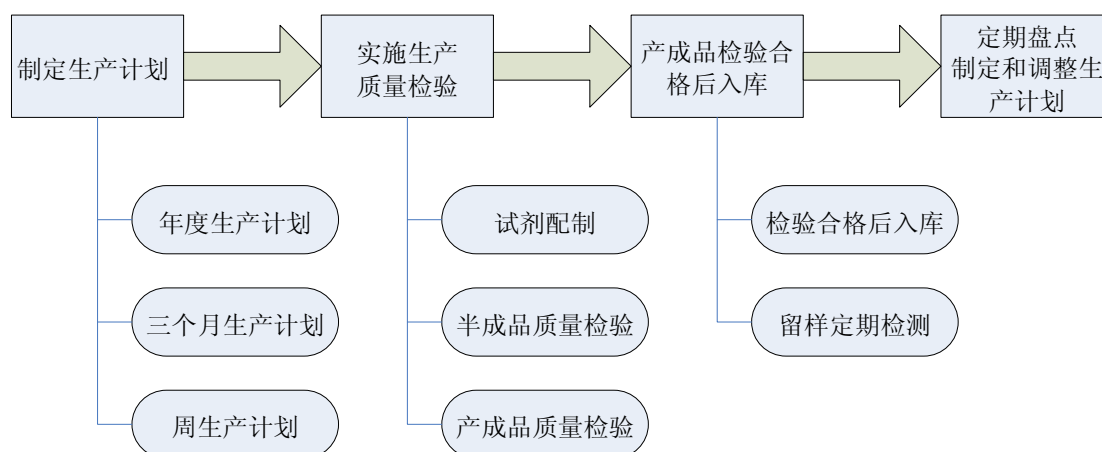 制定生产计划
实施生产
质量检验
产成品检验合
格后入库
定期盘点
制定和调整生
产计划
年度生产计划
试剂配制
检验合格后入库
三个月生产计划
半成品质量检验
留样定期检测
周生产计划
产成品质量检验